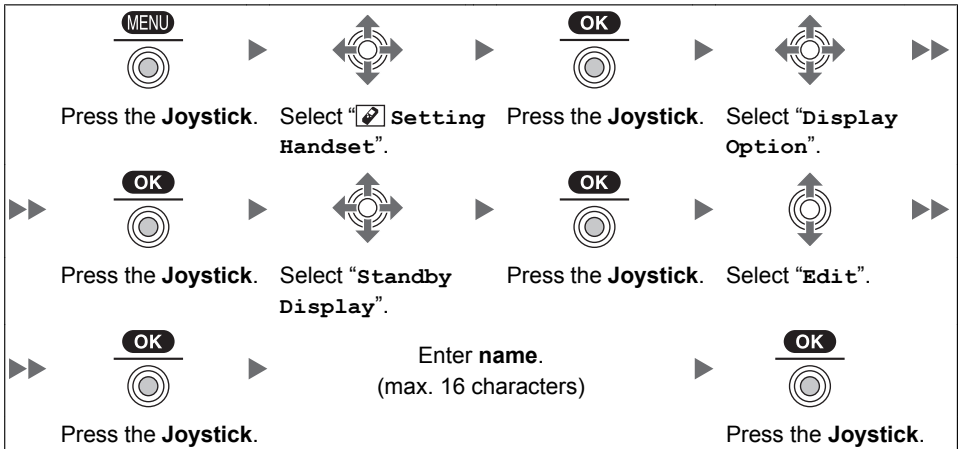 MENU OK
Press the Joystick. Select “Setting Press the Joystick. Select “Display
Handset”. Option”.
OK OK
Press the Joystick. Select “Standby Press the Joystick. Select “Edit”.
Display”.
OK Enter name. OK
(max. 16 characters)
Press the Joystick. Press the Joystick.